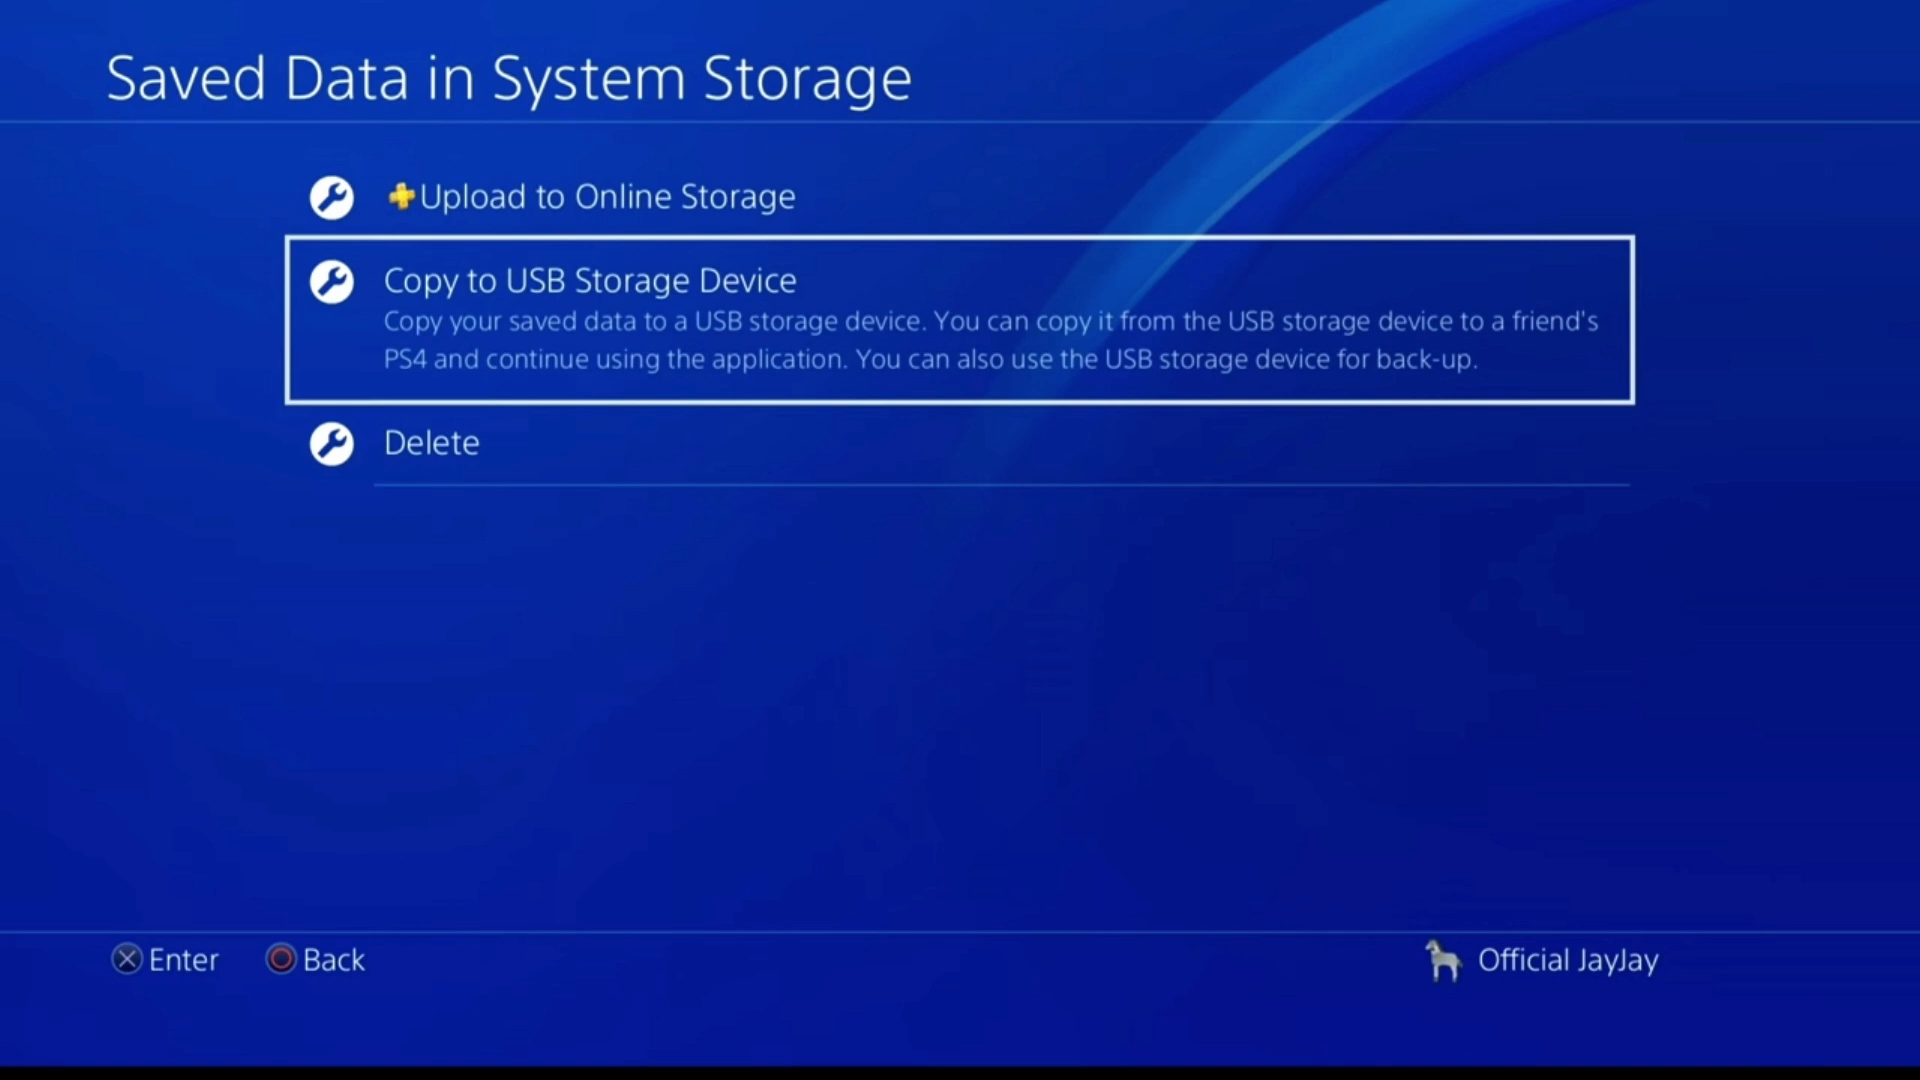 Saved Data in System Storage
Upload to Online Storage
Copy to USB Storage Device
Copy your saved data to a USB storage device. You can copy it from the USB storage device to a friend's
PS4 and continue using the application. You can also use the USB storage device for back-up.
Delete
Enter
Back
Official JayJay